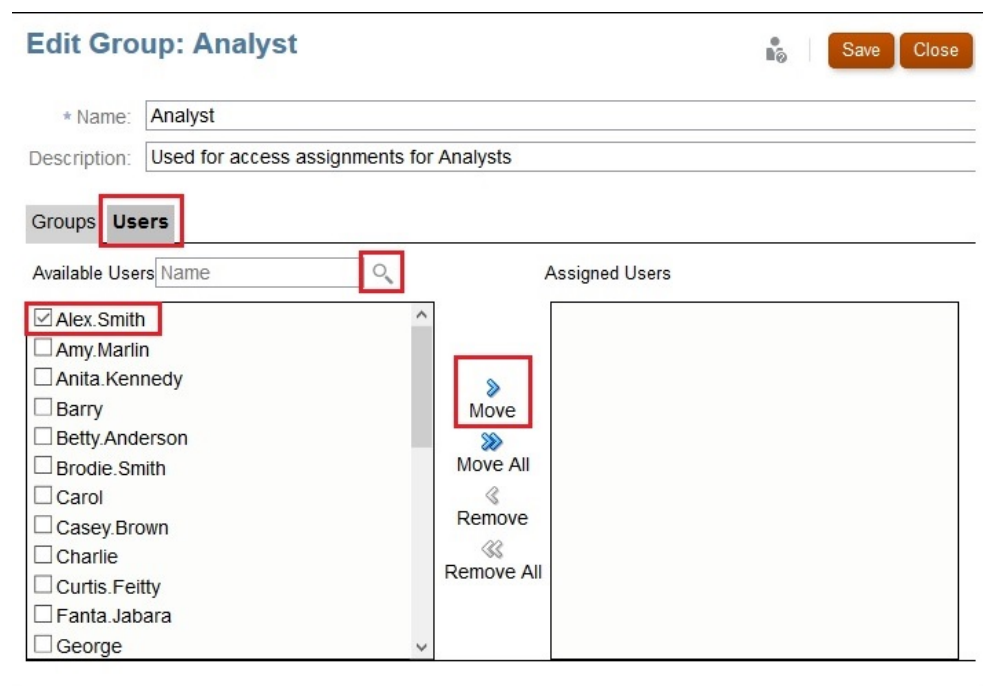 Edit Group: Analyst
Save Close
* Name: Analyst
Description: Used for access assignments for Analysts
Groups Users
Available Users Name Assigned Users
Alex.Smith
Amy.Marlin
Anita.Kennedy
Barry
Betty.Anderson
Brodie.Smith
Carol
Casey.Brown
Charlie
Curtis.Feitty
Fanta.Jabara
George
Move
Move All
Remove
Remove All